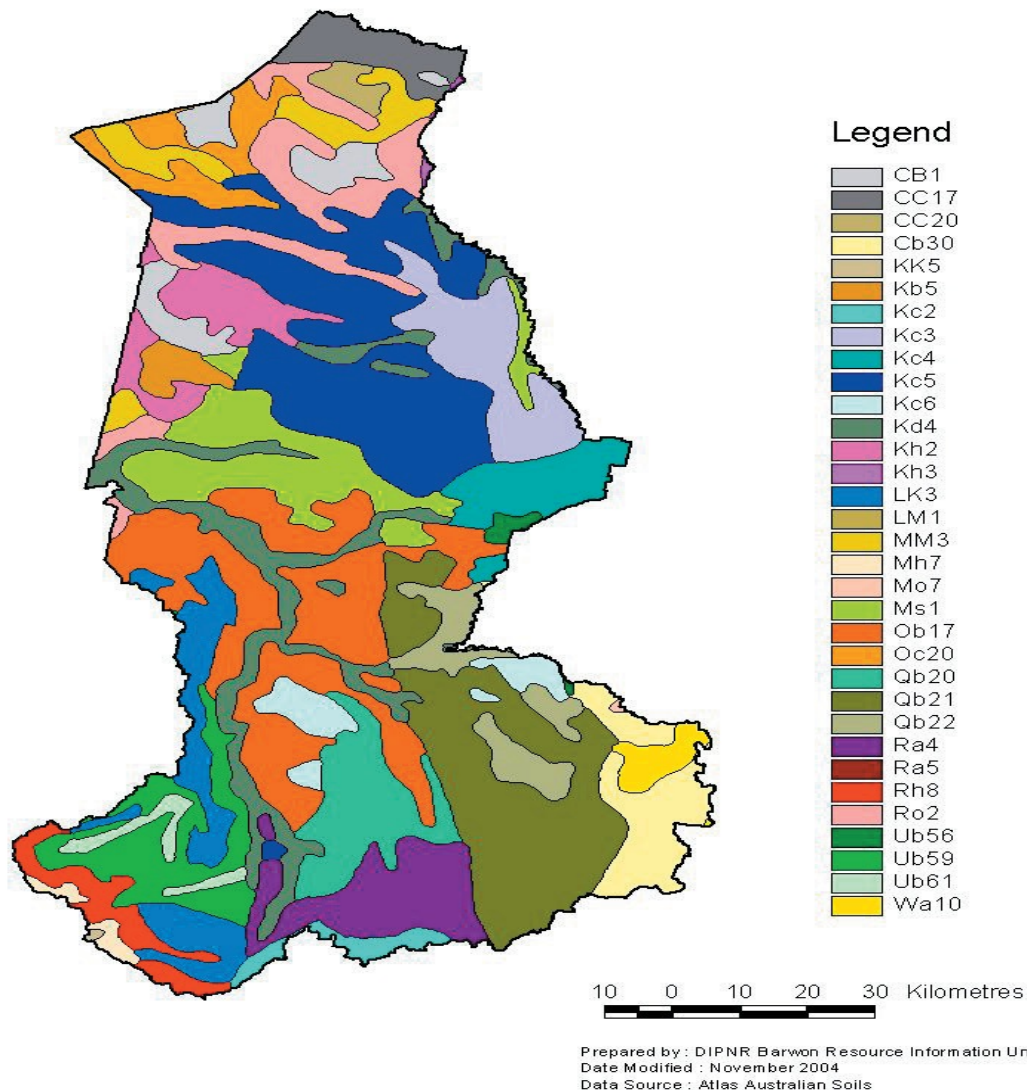 Legend
CB1
CC17
CC20
Cb30
KK5
Kb5
Kc2
Kc3
Kc4
Kc5
Kc6
Kd4
Kh2
Kh3
LK3
LM1
MM3
Mh7
Mo7
Ms1
Ob17
Oc20
Qb20
Qb21
Qb22
Ra4
Ra5
Rh8
Ro2
Ub56
Ub59
Ub61
Wa10
10 0 10 20 30 Kilometres
Prepared by : DIPNR Barwon Resource Information Un
Date Modified : November 2004
Data Source : Atlas Australian Soils